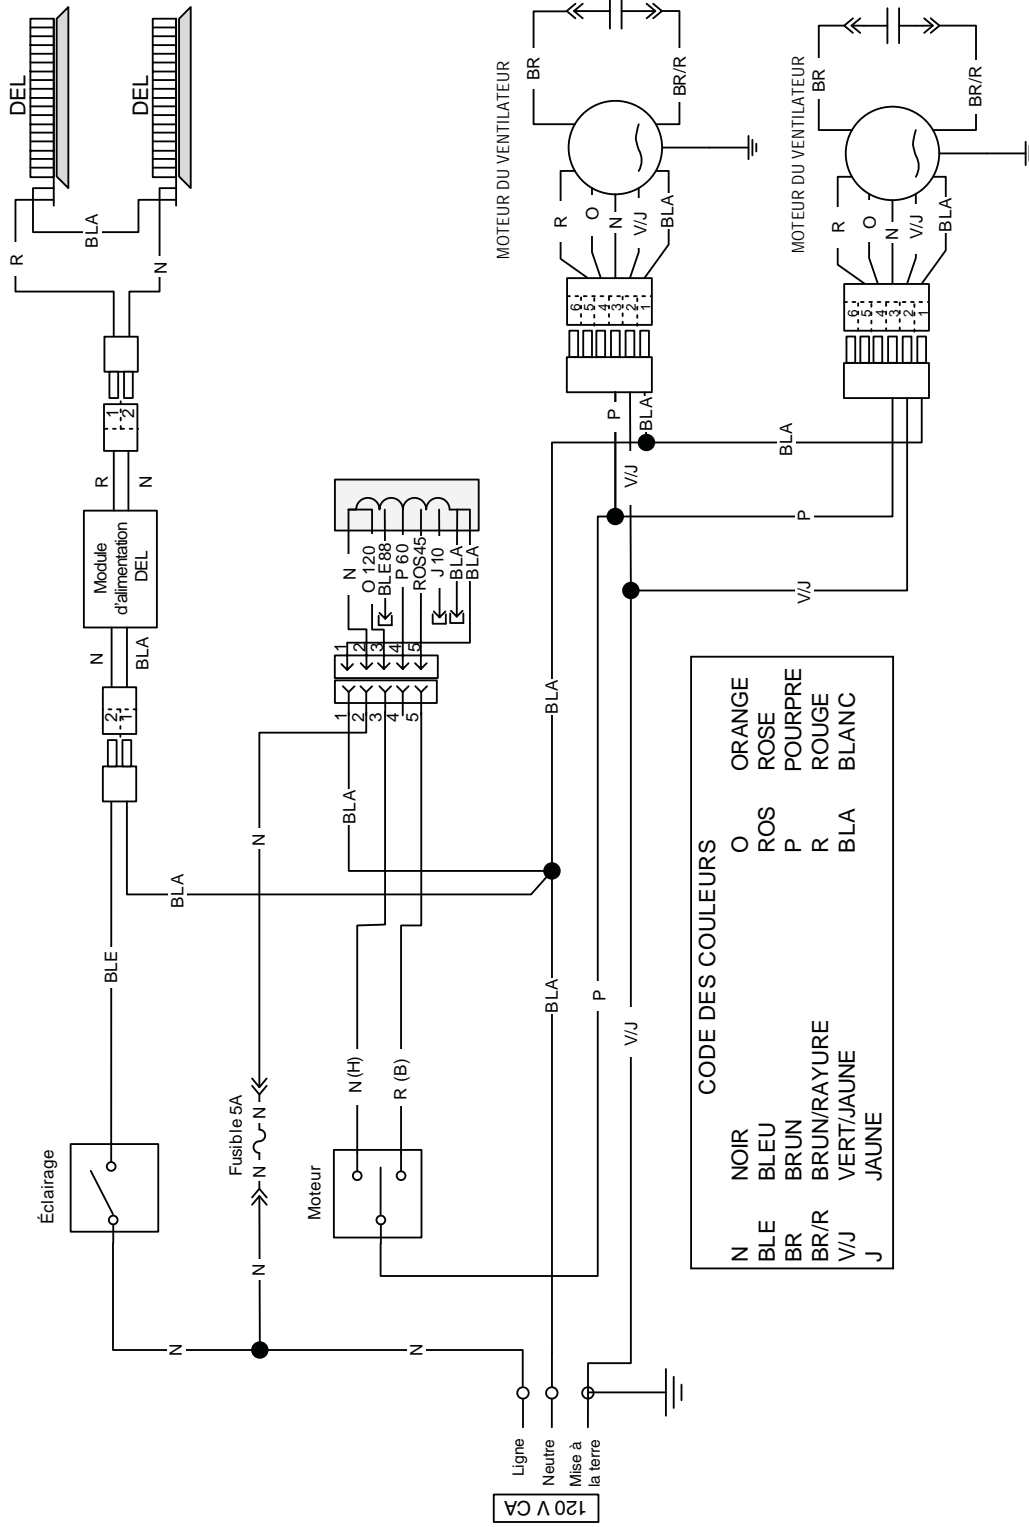 Éclairage
DEL
DEL
N
BLE
BLA
N
BLA
2
1
Module
d'alimentation
DEL
R
N
1
2
R
BLA
N
Fusible 5A
N
N
N
N
N
Moteur
N (H)
R (B)
BLA
1
2
3
4
5
1
2
3
4
5
N
O 120
BLE 88
P 60
ROS 45
J 10
BLA
BLA
N
120 V CA
Ligne
Neutre
Mise à
la terre
BLA
BLA
P
V/J
P
V/J
BLA
6
5
4
3
2
1
R
O
N
V/J
BLA
MOTEUR DU VENTILATEUR
BR
BR/R
BLA
P
V/J
6
5
4
3
2
1
R
O
N
V/J
BLA
MOTEUR DU VENTILATEUR
BR
BR/R
CODE DES COULEURS
N NOIR O ORANGE
BLE BLEU ROS ROSE
BR BRUN P POURPRE
BR/R BRUN/RAYURE R ROUGE
V/J VERT/JAUNE BLA BLANC
J JAUNE